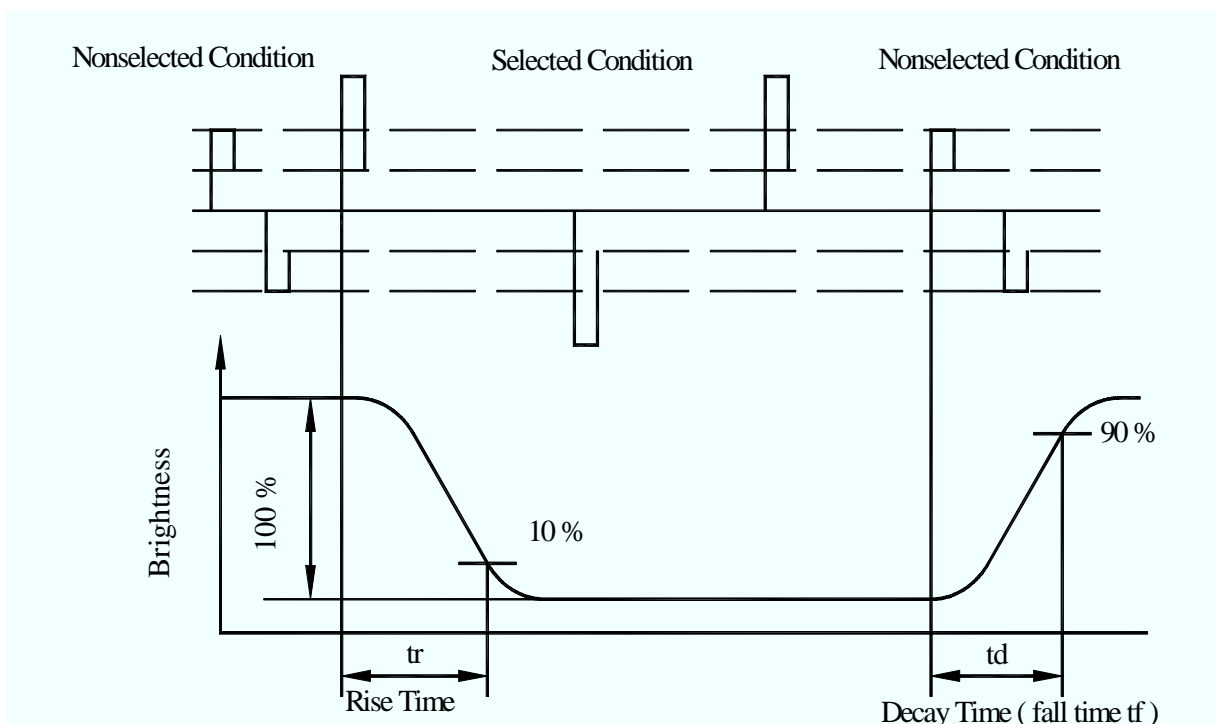 Nonselected Condition
Selected Condition
Nonselected Condition
Brightness
100 %
10 %
90 %
tr
Rise Time
td
Decay Time ( fall time tf )